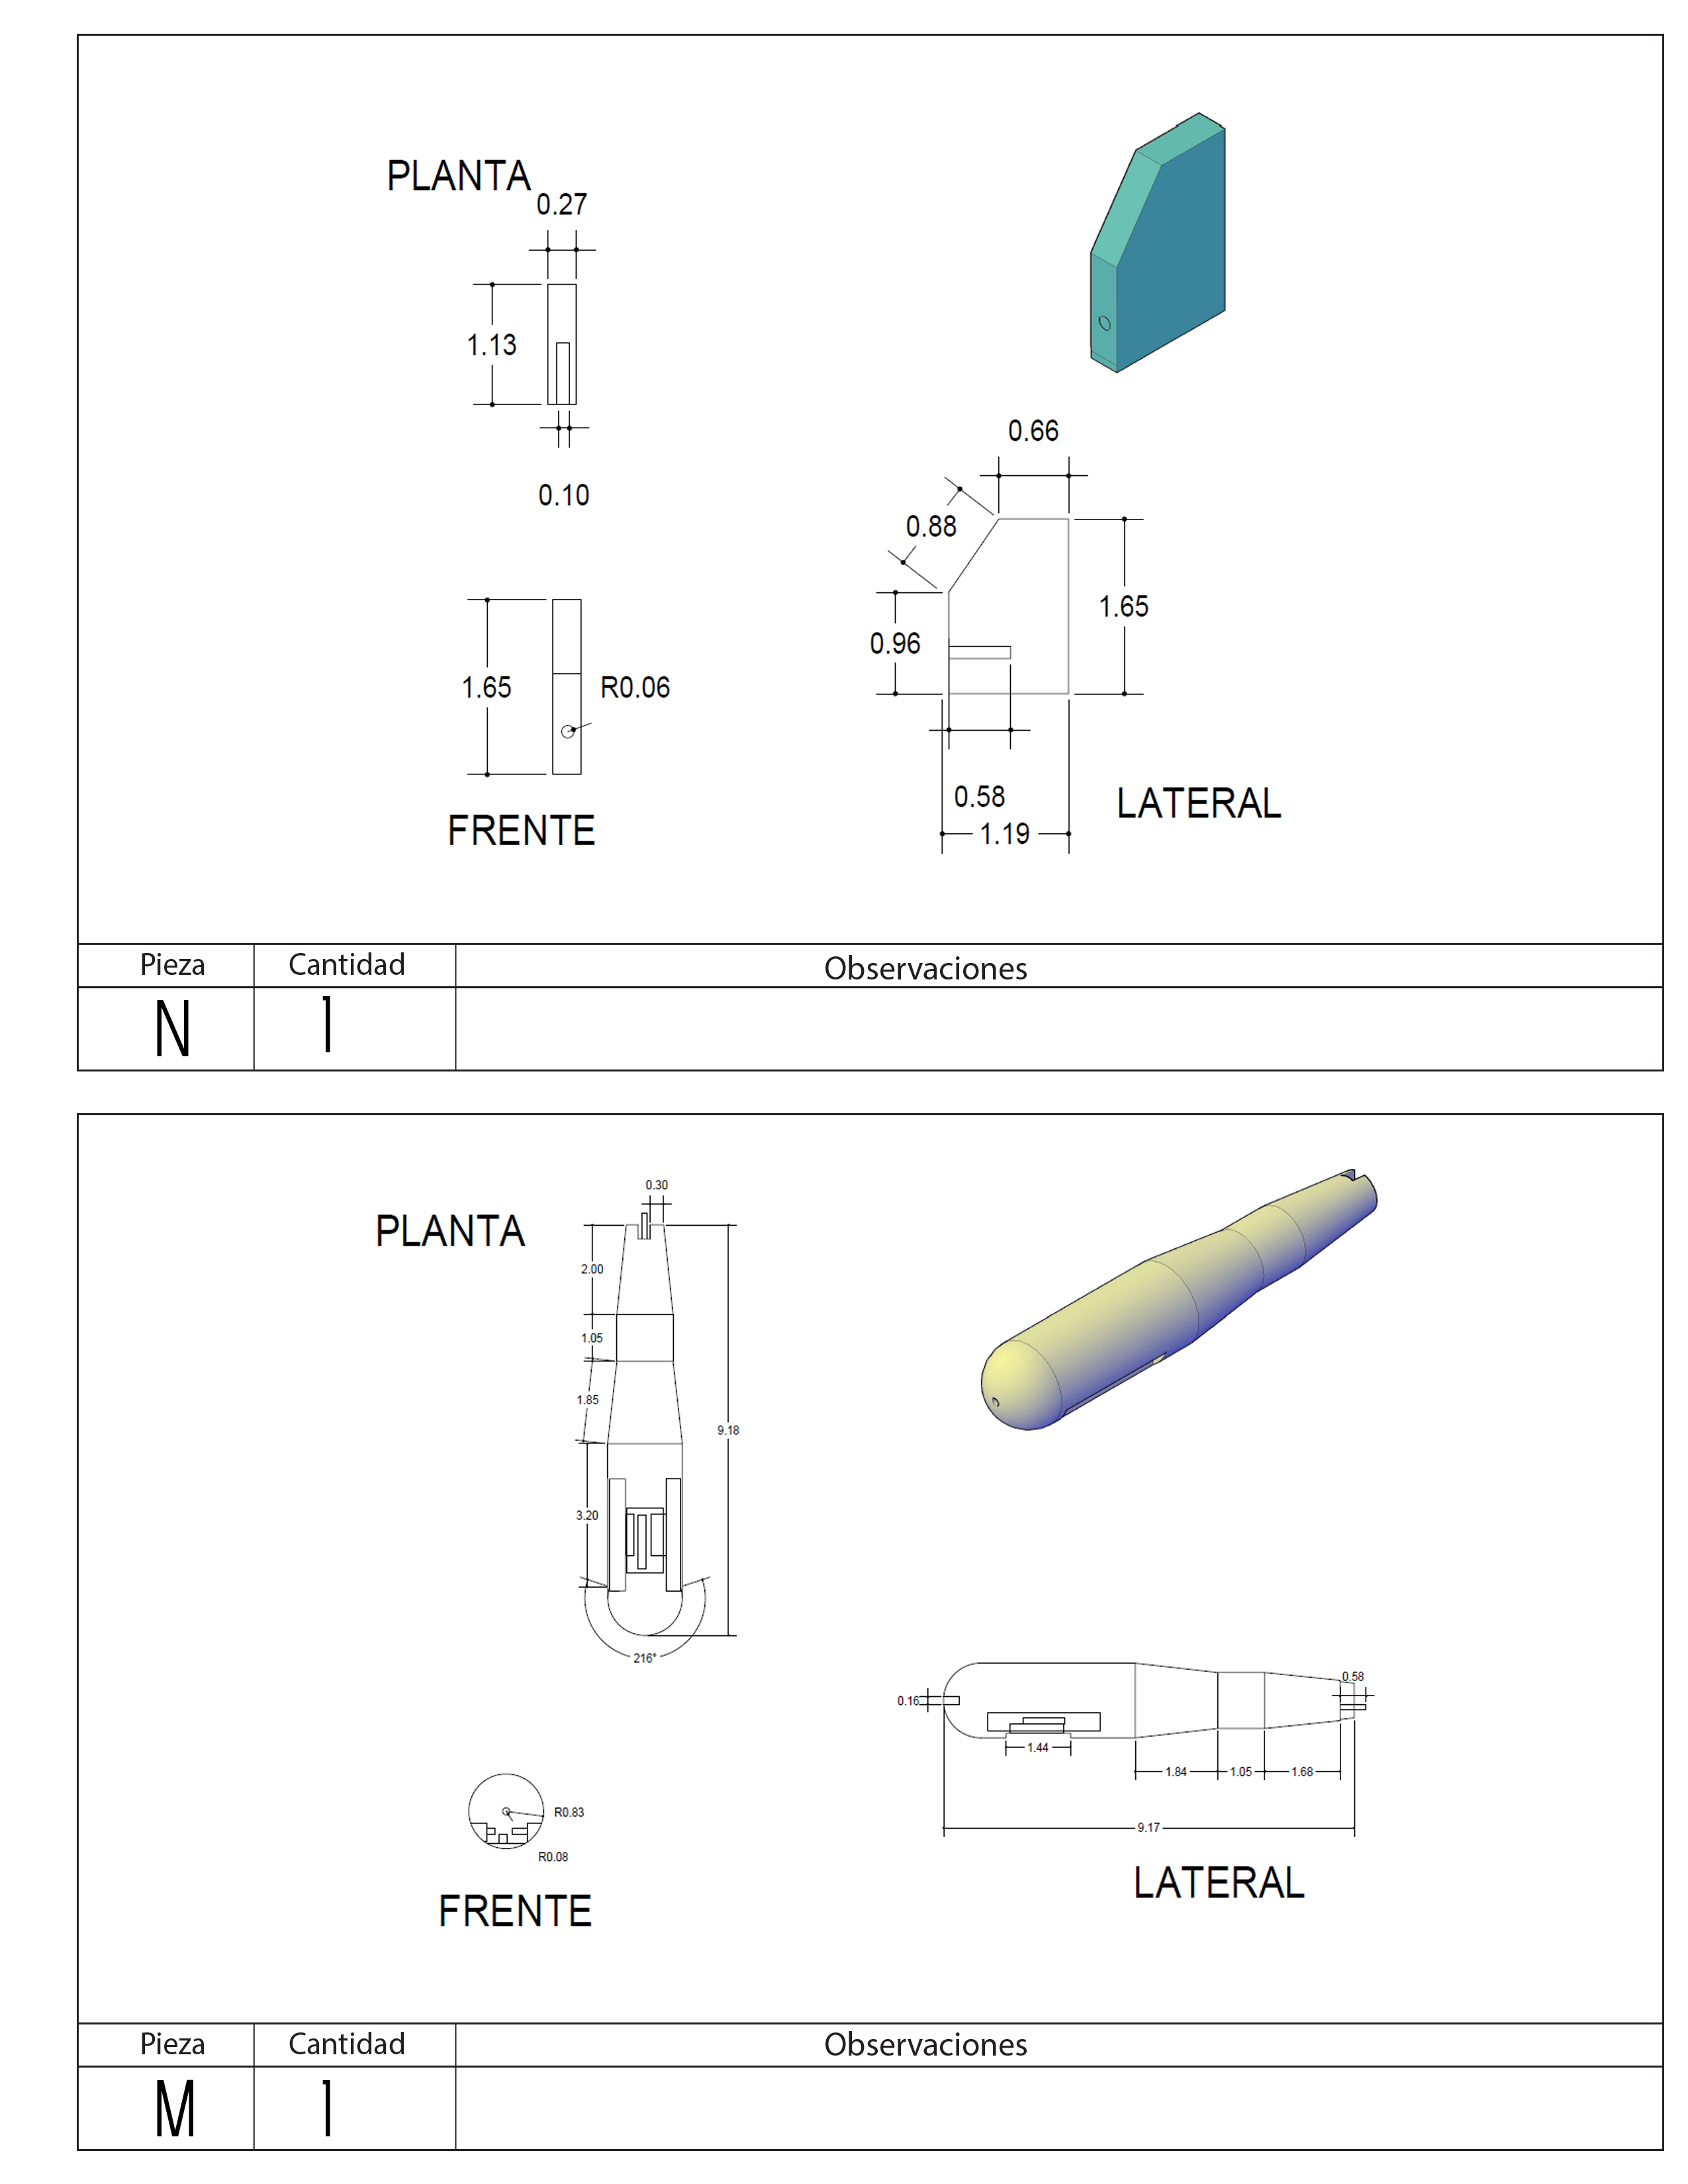 PLANTA
0.27
1.13
0.10
0.66
0.88
1.65
0.96
0.58
1.19
LATERAL
1.65
R0.06
FRENTE
Pieza Cantidad Observaciones
N 1
PLANTA
0.30
2.00
1.05
1.85
9.18
3.20
216°
0.16
0.58
1.44
1.84 1.05 1.68
9.17
LATERAL
R0.83
R0.08
FRENTE
Pieza Cantidad Observaciones
M 1